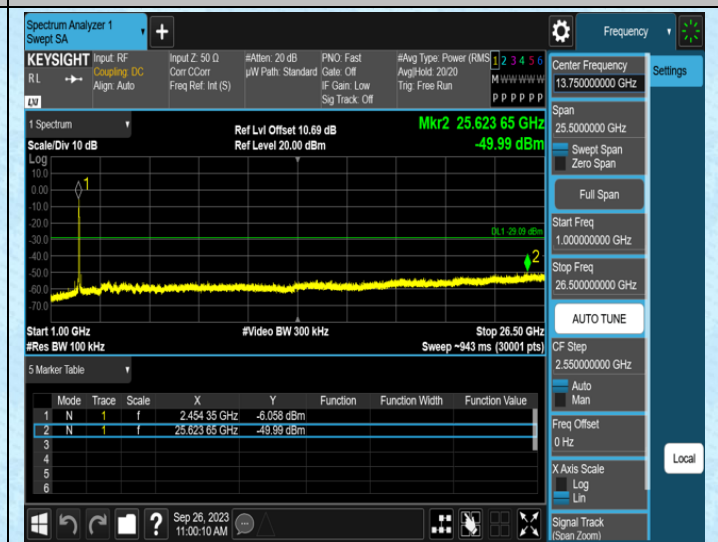 Spectrum Analyzer 1
Swept SA
Frequency
KEYSIGHT
RL
LXI
Input: RF
Coupling: DC
Align: Auto
Input Z: 50 Ω
Corr CCorr
Freq Ref: Int (S)
#Atten: 20 dB
µW Path: Standard
PNO: Fast
Gate: Off
IF Gain: Low
Sig Track: Off
#Avg Type: Power (RMS
Avg|Hold: 20/20
Trig: Free Run
1 2 3 4 5 6
M W W W W W
P P P P P P
1 Spectrum
Scale/Div 10 dB
Ref Lvl Offset 10.69 dB
Ref Level 20.00 dBm
Mkr2 25.623 65 GHz
-49.99 dBm
Log
10.0
0.00
-10.0
-20.0
-30.0
-40.0
-50.0
-60.0
-70.0
1
DL1 -29.09 dBm
2
Start 1.00 GHz
#Res BW 100 kHz
#Video BW 300 kHz
Stop 26.50 GHz
Sweep ~943 ms (30001 pts)
5 Marker Table
Mode Trace Scale X Y Function Function Width Function Value
1 N 1 f 2.454 35 GHz -6.058 dBm
2 N 1 f 25.623 65 GHz -49.99 dBm
3
4
5
6
Sep 26, 2023
11:00:10 AM
Center Frequency
13.750000000 GHz
Span
25.5000000 GHz
Swept Span
Zero Span
Full Span
Start Freq
1.000000000 GHz
Stop Freq
26.500000000 GHz
AUTO TUNE
CF Step
2.550000000 GHz
Auto
Man
Freq Offset
0 Hz
X Axis Scale
Log
Lin
Signal Track
(Span Zoom)
Settings
Local